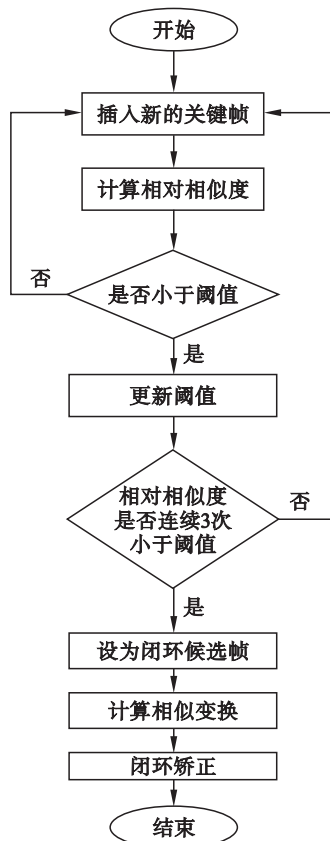 开始
插入新的关键帧
计算相对相似度
否
是否小于阈值
是
更新阈值
相对相似度
是否连续3次
小于阈值
否
是
设为闭环候选帧
计算相似变换
闭环矫正
结束